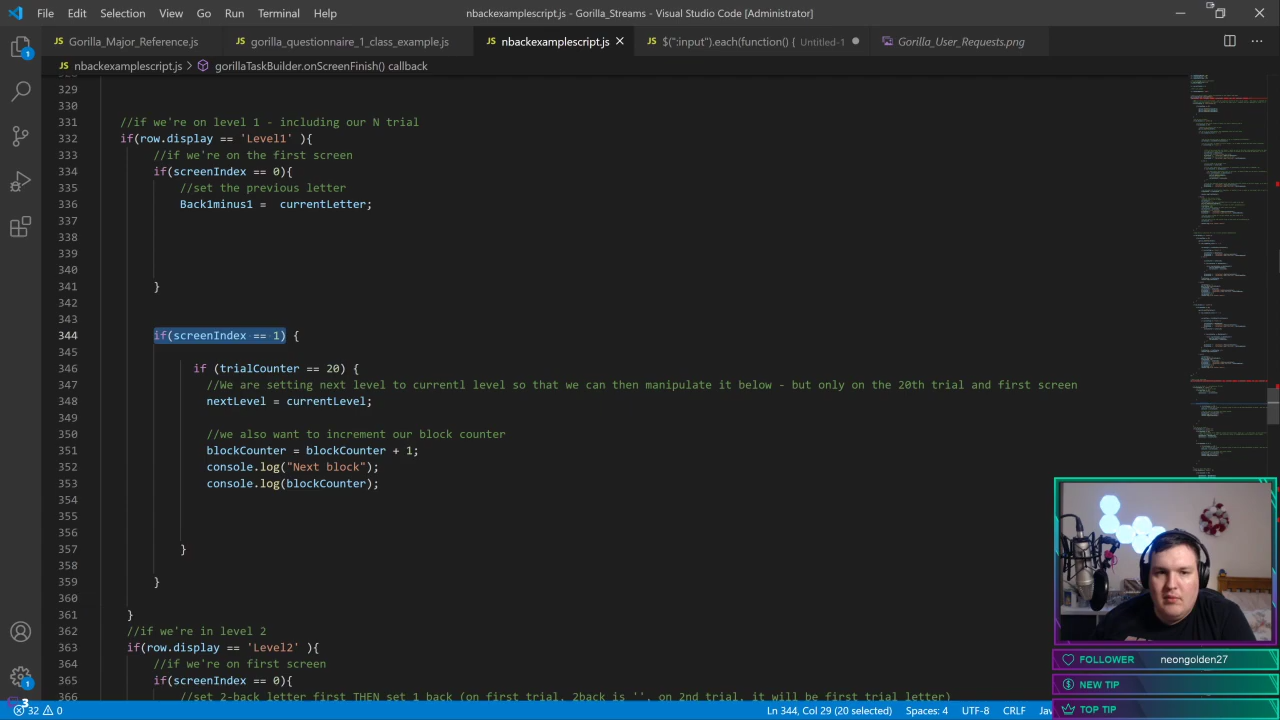 File Edit Selection View Go Run Terminal Help
nbackexamplescript.js - Gorilla_Streams - Visual Studio Code [Administrator]
JS Gorilla_Major_Reference.js
JS gorilla_questionnaire_1_class_example.js
JS nbackexamplescript.js
JS $(":input").each(function() { Untitled-1
Gorilla_User_Requests.png
JS nbackexamplescript.js > gorillaTaskBuilder.onScreenFinish() callback
329
330
331 //if we're on level 1 - including our N trial
332 if(row.display == 'Level1' ){
333 //if we're on the first screen
334 if(screenIndex == 0){
335 //set the previous letter
336 Back1minus1 =  currentLetter;
337
338
339
340
341 }
342
343
344 if(screenIndex == 1) {
345
346 if (trialCounter == 20) {
347 //We are setting next level to currentl level so that we can then manipulate it below - but only on the 20th trial and first screen
348 nextLevel = currentLevel;
349
350 //we also want to increment our block counter
351 blockCounter = blockCounter + 1;
352 console.log("Next block");
353 console.log(blockCounter);
354
355
356
357 }
358
359 }
360
361 }
362 //if we're in level 2
363 if(row.display == 'Level2' ){
364 //if we're on first screen
365 if(screenIndex == 0){
366 //set 2-back letter first THEN set 1 back (on first trial, 2back is '', on 2nd trial, it will be first trial letter)
1
1
FOLLOWER neongolden27
NEW TIP
TOP TIP
3
32 0
Ln 344, Col 29 (20 selected) Spaces: 4 UTF-8 CRLF